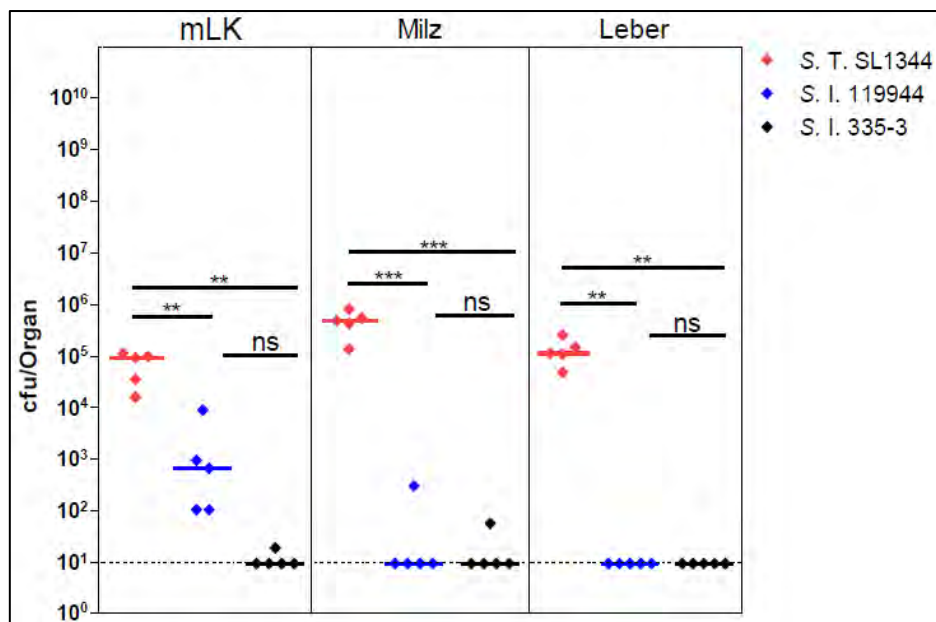 mLK Milz Leber
S. T. SL1344
S. I. 119944
S. I. 335-3
cfu/Organ
10¹⁰
10⁹
10⁸
10⁷
10⁶
10⁵
10⁴
10³
10²
10¹
10⁰
**
**
ns
***
***
ns
**
**
ns